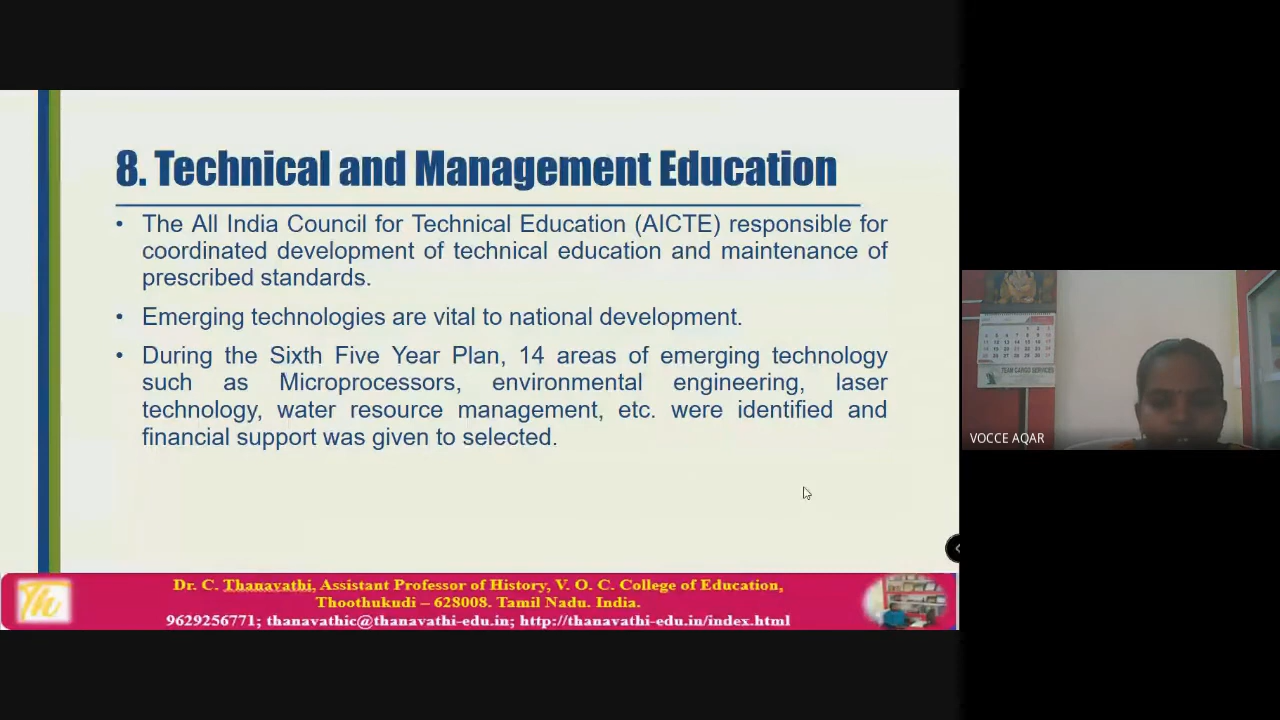 8. Technical and Management Education
• The All India Council for Technical Education (AICTE) responsible for
coordinated development of technical education and maintenance of
prescribed standards.
• Emerging technologies are vital to national development.
• During the Sixth Five Year Plan, 14 areas of emerging technology
such as Microprocessors, environmental engineering, laser
technology, water resource management, etc. were identified and
financial support was given to selected.
TEAM CARGO SERVICES
VOCCE AQAR
Th
Dr. C. Thanavathi, Assistant Professor of History, V. O. C. College of Education,
Thoothukudi – 628008. Tamil Nadu. India.
9629256771; thanavathic@thanavathi-edu.in; http://thanavathi-edu.in/index.html